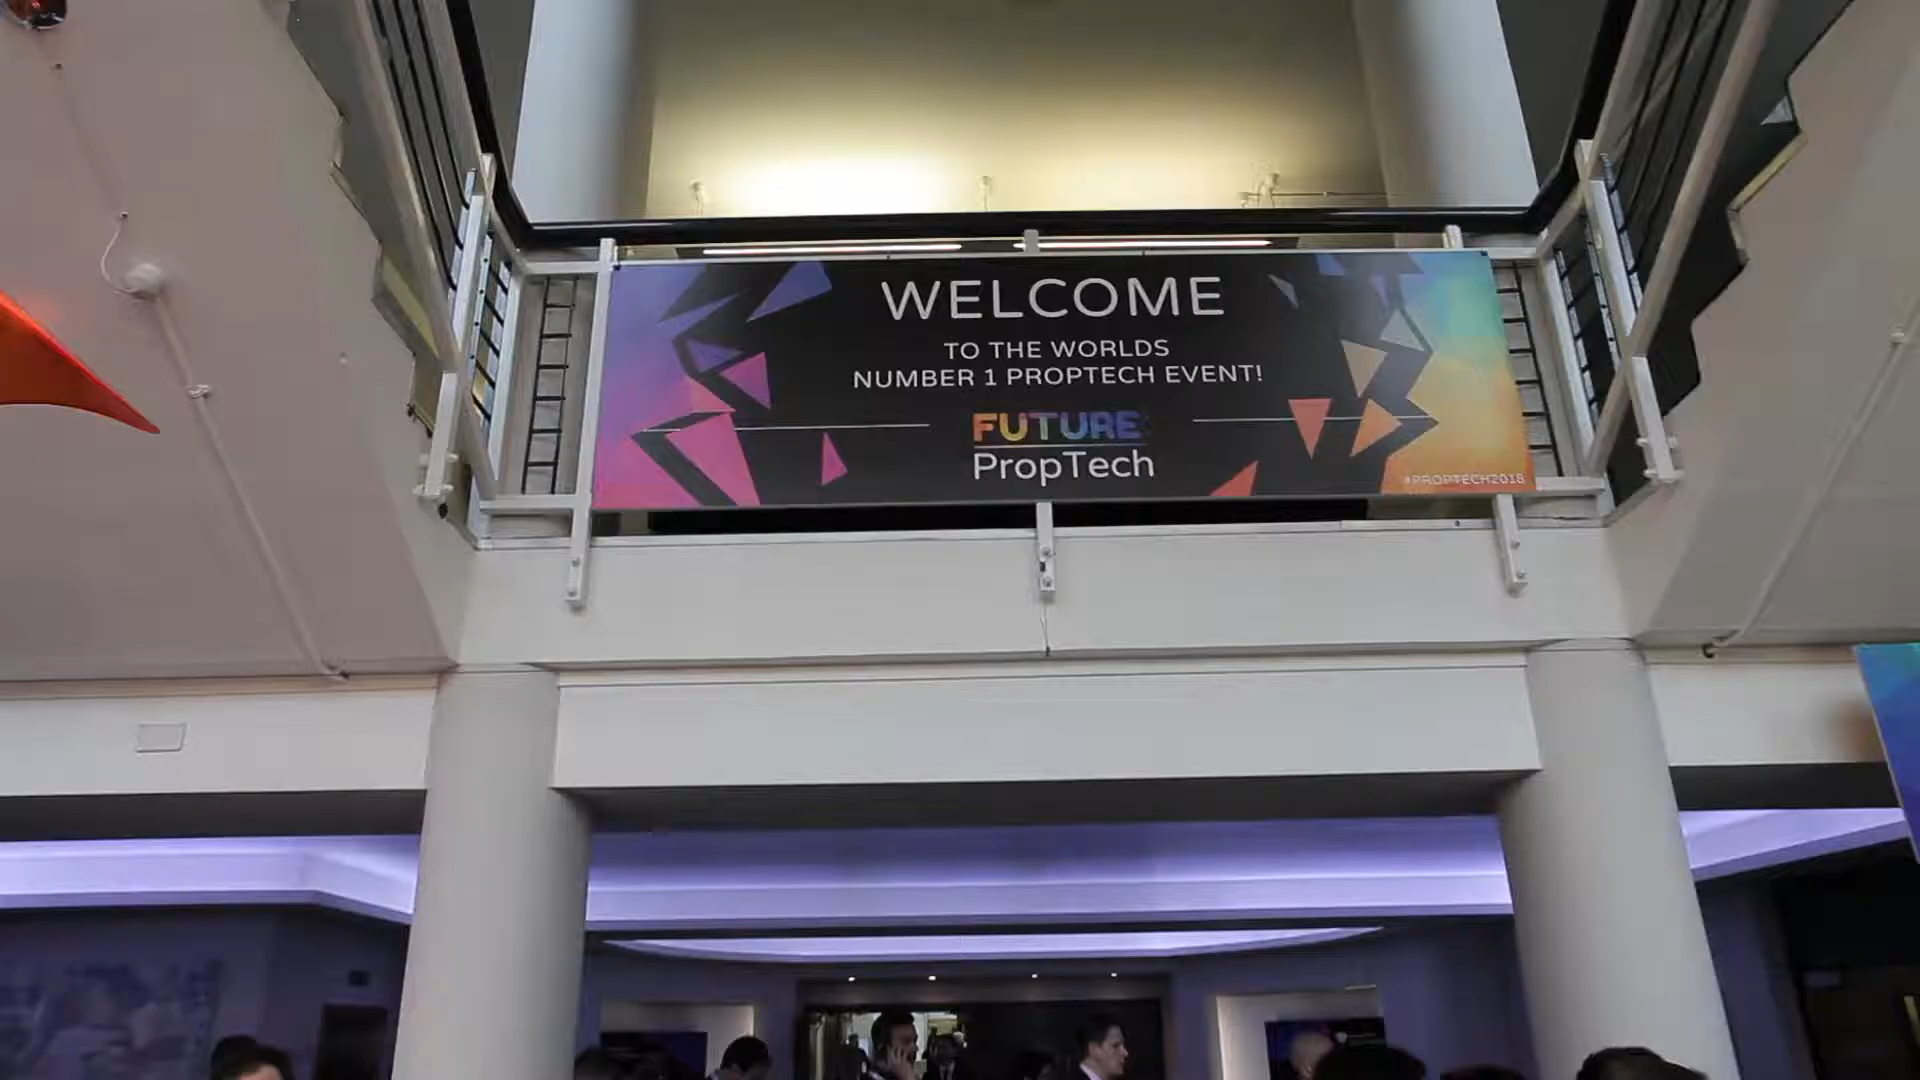 WELCOME
TO THE WORLDS
NUMBER 1 PROPTECH EVENT!
FUTURE:
PropTech
#PROPTECH2018